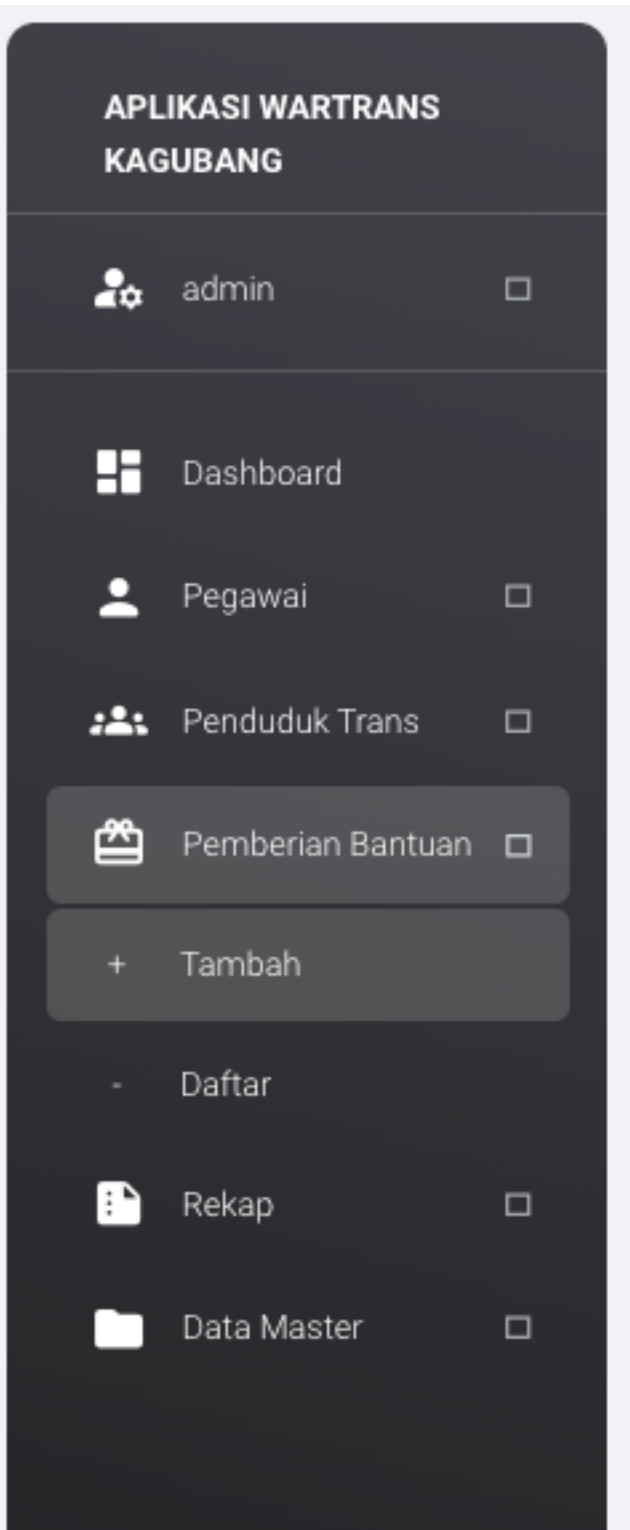 APLIKASI WARTRANS
KAGUBANG
admin
Dashboard
Pegawai
Penduduk Trans
Pemberian Bantuan
+ Tambah
- Daftar
Rekap
Data Master